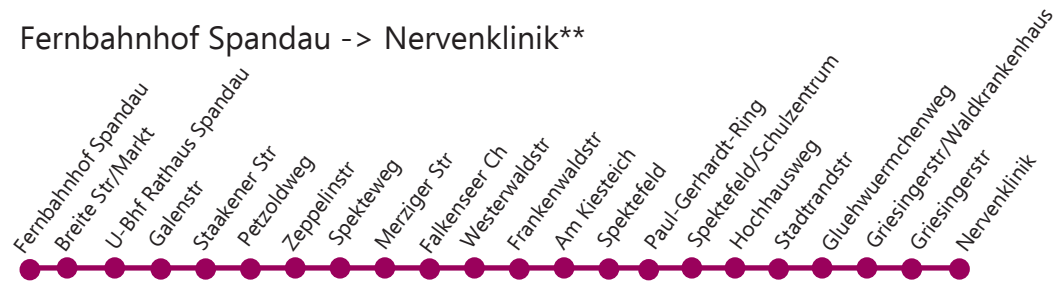 Fernbahnhof Spandau -> Nervenklinik**
Fernbahnhof Spandau
Breite Str/Markt
U-Bhf Rathaus Spandau
Galenstr
Staakener Str
Petzoldweg
Zeppelinstr
Spekteweg
Merziger Str
Falkenseer Ch
Westerwaldstr
Frankenwaldstr
Am Kiesteich
Spektefeld
Paul-Gerhardt-Ring
Spektefeld/Schulzentrum
Hochhausweg
Stadtrandstr
Gluehwuermchenweg
Griesingerstr/Waldkrankenhaus
Griesingerstr
Nervenklinik